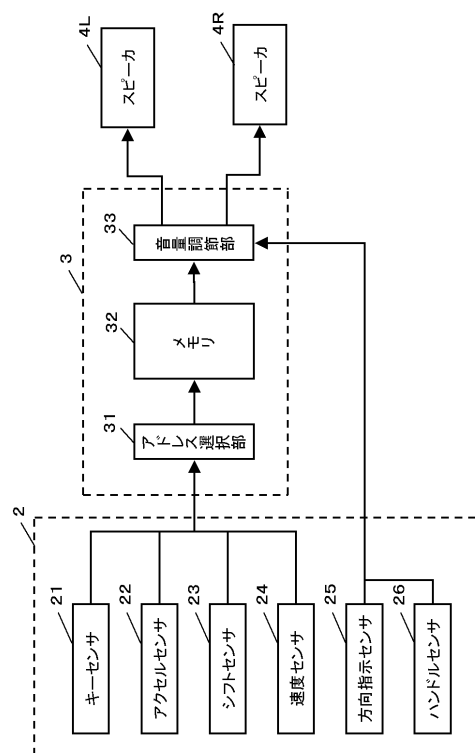 2
21
キーセンサ
22
アクセルセンサ
23
シフトセンサ
24
速度センサ
25
方向指示センサ
26
ハンドルセンサ
3
31
アドレス選択部
32
メモリ
33
音量調節部
4L
スピーカ
4R
スピーカ